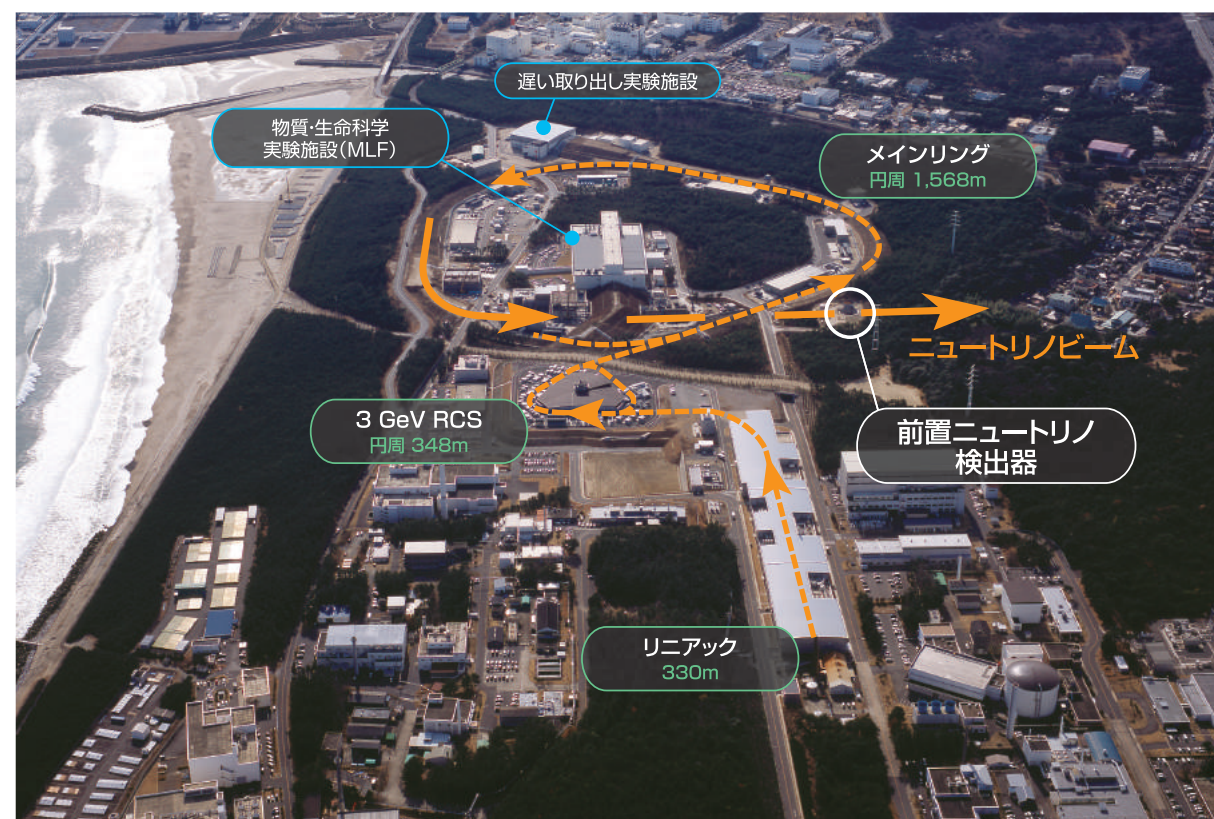 遅い取り出し実験施設
物質・生命科学
実験施設(MLF)
メインリング
円周 1,568m
ニュートリノビーム
3 GeV RCS
円周 348m
前置ニュートリノ
検出器
リニアック
330m